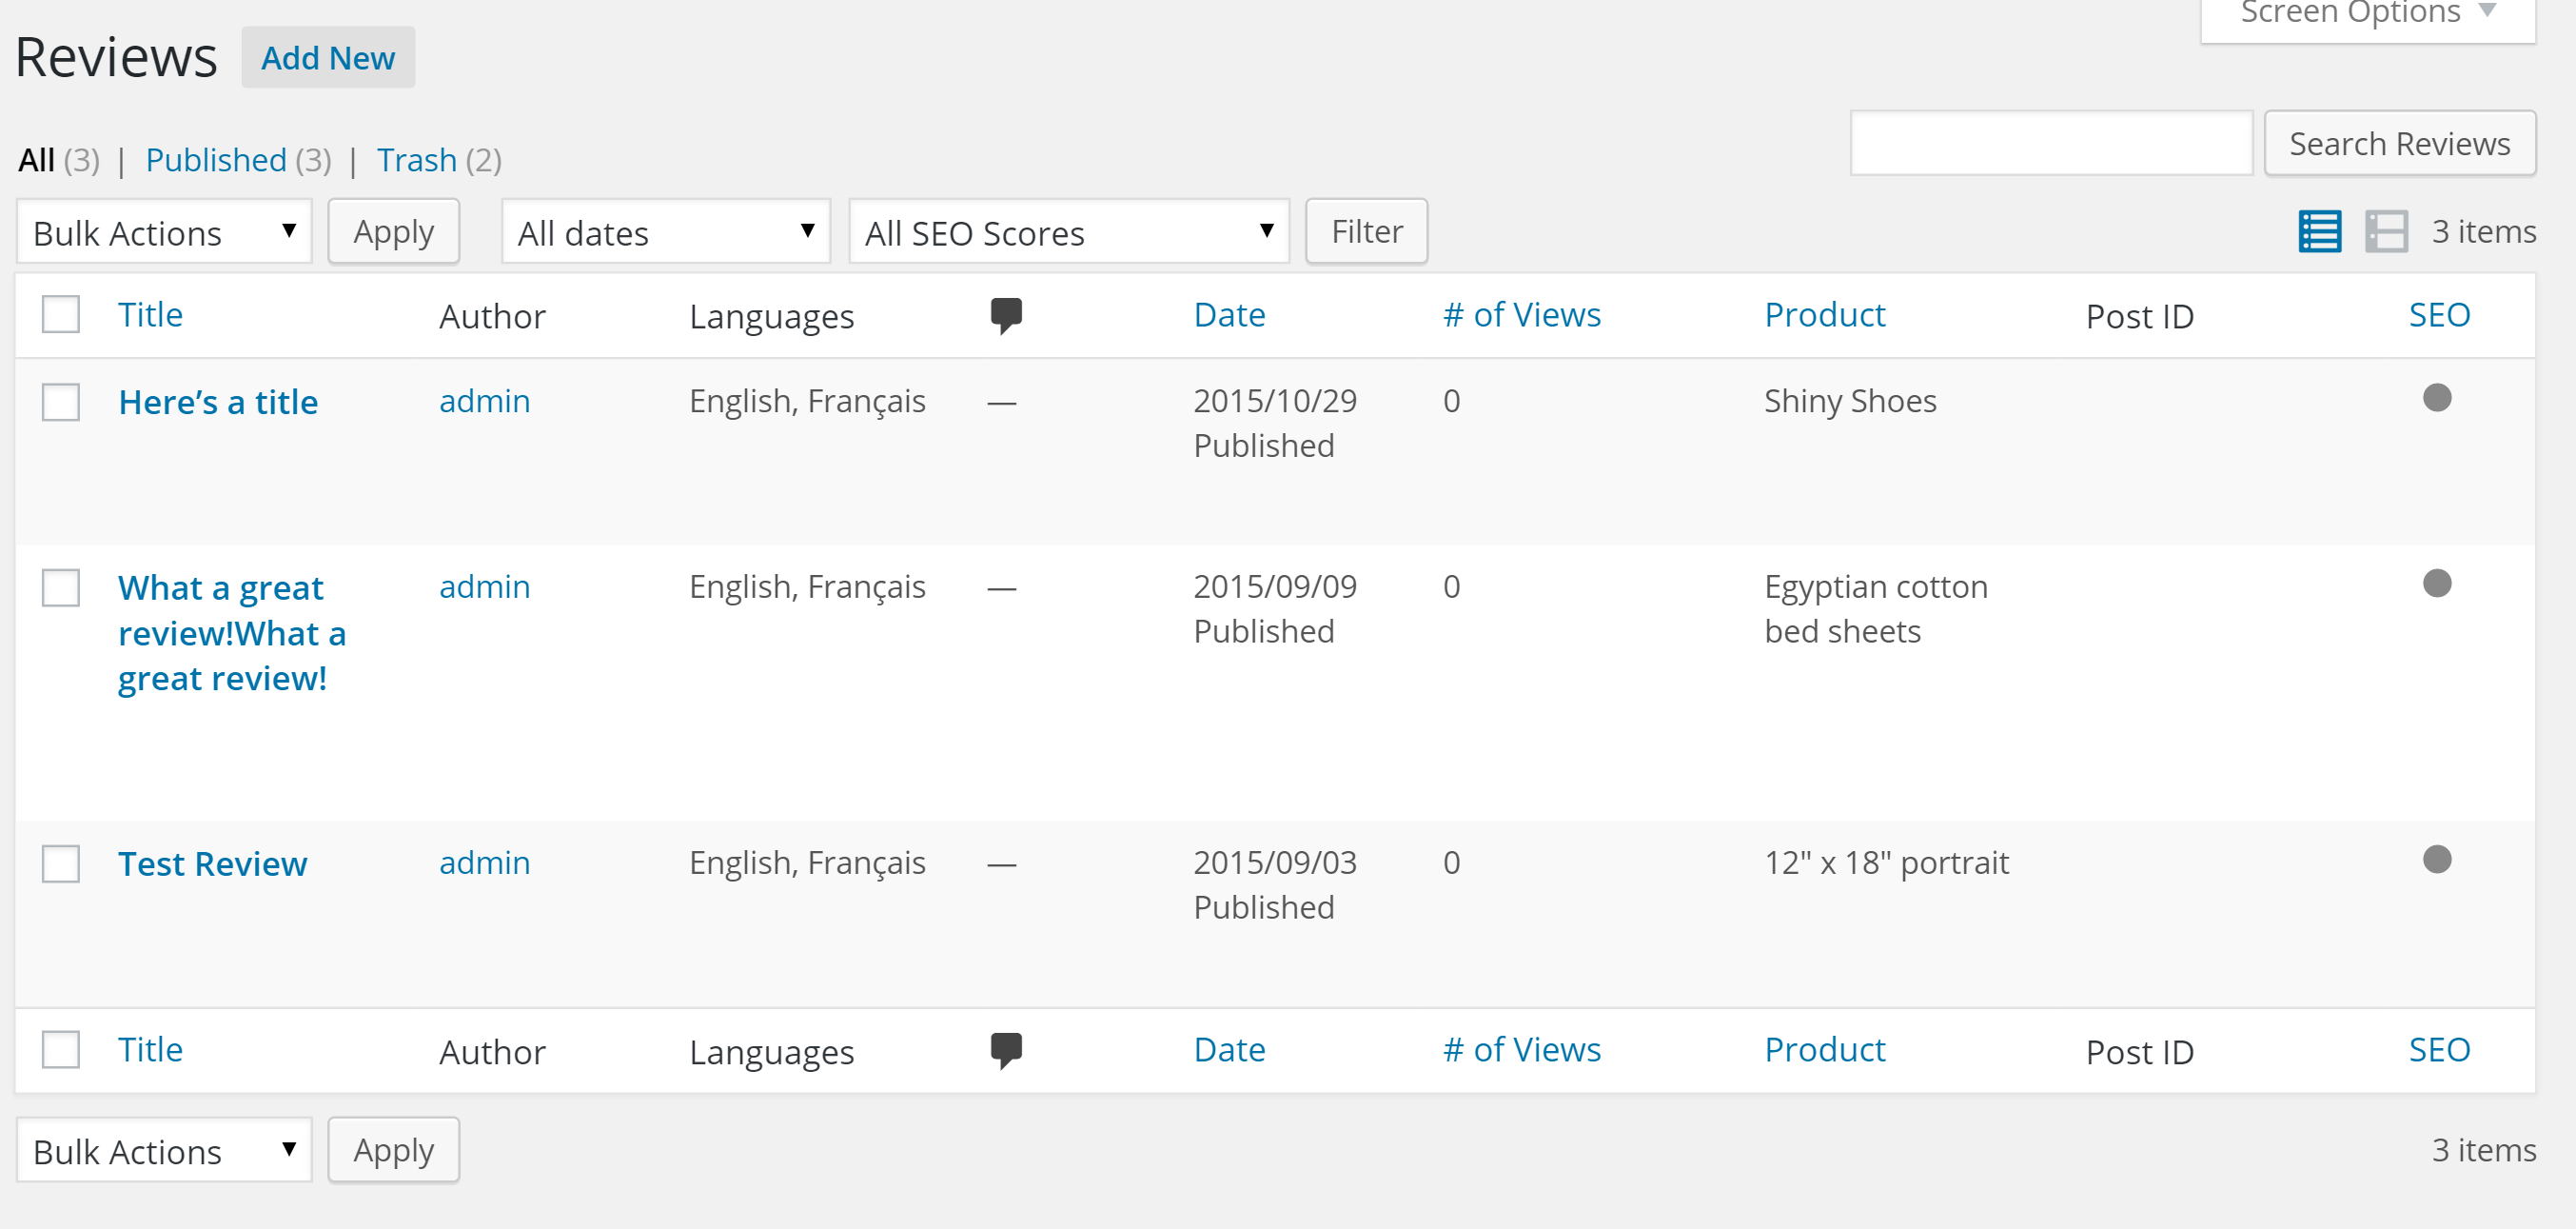 Screen Options
Reviews Add New
All (3) | Published (3) | Trash (2)
Search Reviews
Bulk Actions Apply All dates All SEO Scores Filter 3 items
Title Author Languages Date # of Views Product Post ID SEO
Here’s a title admin English, Français — 2015/10/29 0 Shiny Shoes
Published
What a great admin English, Français — 2015/09/09 0 Egyptian cotton
review!What a Published bed sheets
great review!
Test Review admin English, Français — 2015/09/03 0 12" x 18" portrait
Published
Title Author Languages Date # of Views Product Post ID SEO
Bulk Actions Apply 3 items